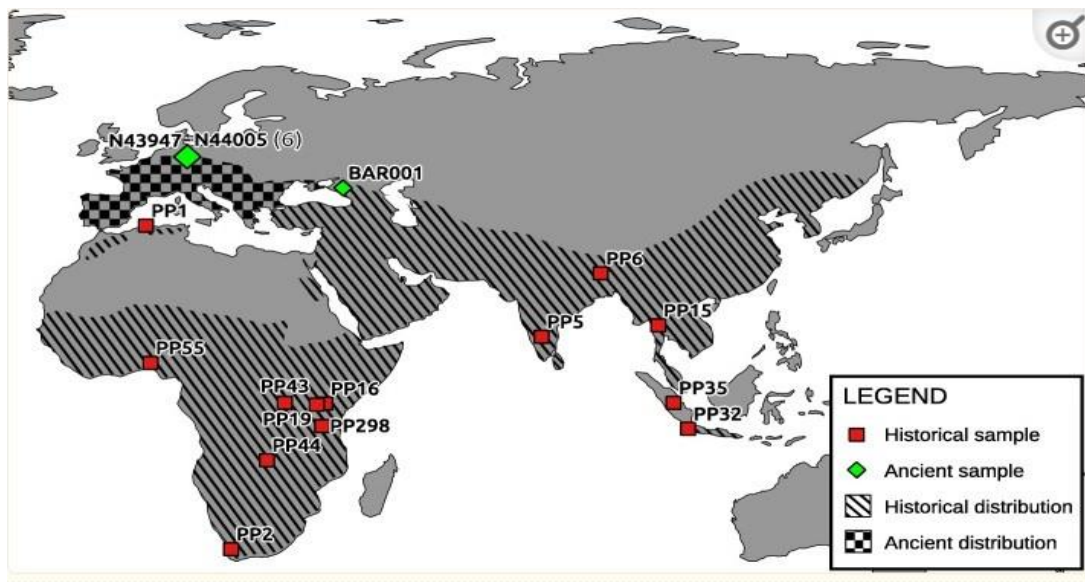 N43947-N44005 (6)
BAR001
PP1
PP6
PP15
PP5
PP55
PP43
PP16
PP35
PP19
PP298
PP32
PP44
PP2
LEGEND
Historical sample
Ancient sample
Historical distribution
Ancient distribution